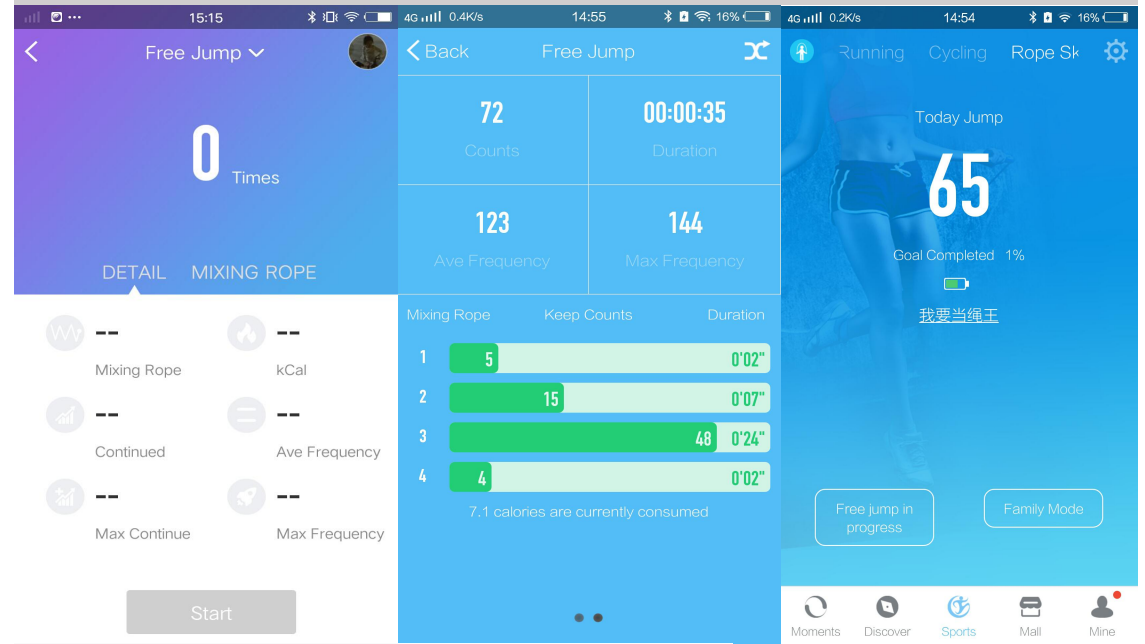 15:15
Free Jump
0 Times
DETAIL MIXING ROPE
--
Mixing Rope
--
kCal
--
Continued
--
Ave Frequency
--
Max Continue
--
Max Frequency
Start
4G 0.4K/s 14:55 16%
Back Free Jump
72
Counts
00:00:35
Duration
123
Ave Frequency
144
Max Frequency
Mixing Rope Keep Counts Duration
1 5 0'02"
2 15 0'07"
3 48 0'24"
4 4 0'02"
7.1 calories are currently consumed
4G 0.2K/s 14:54 16%
Running Cycling Rope Sk
Today Jump
65
Goal Completed 1%
我要当绳王
Free jump in
progress
Family Mode
Moments Discover Sports Mall Mine